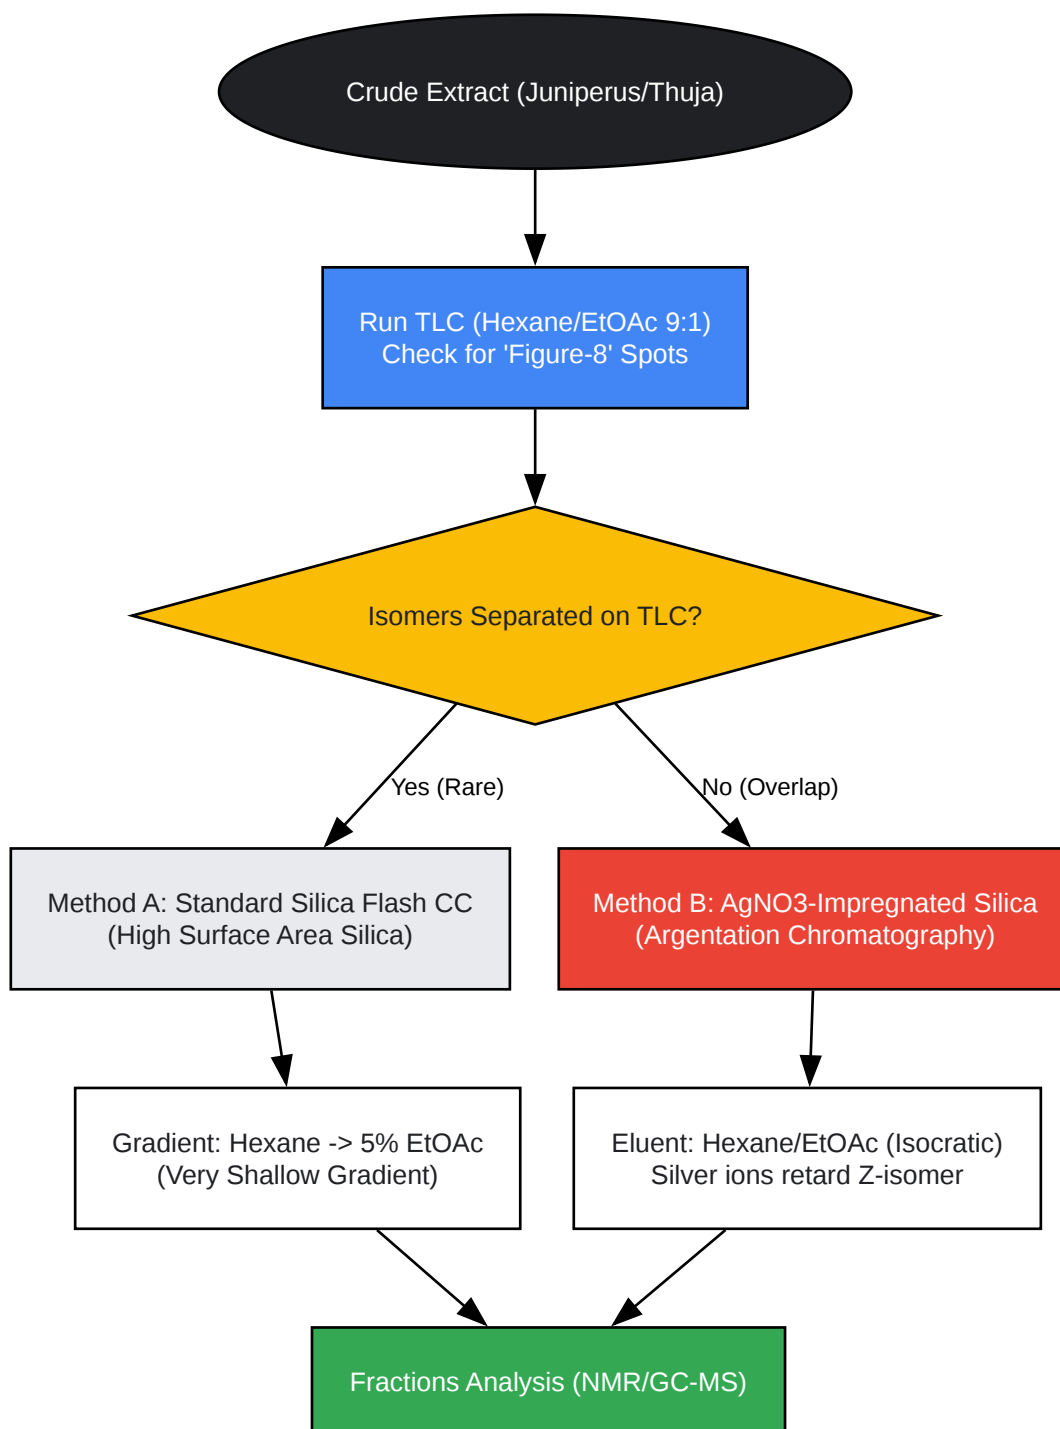 Crude Extract (Juniperus/Thuja)
Run TLC (Hexane/EtOAc 9:1)
Check for 'Figure-8' Spots
Isomers Separated on TLC?
Yes (Rare)
No (Overlap)
Method A: Standard Silica Flash CC
(High Surface Area Silica)
Method B: AgNO3-Impregnated Silica
(Argentation Chromatography)
Gradient: Hexane -> 5% EtOAc
(Very Shallow Gradient)
Eluent: Hexane/EtOAc (Isocratic)
Silver ions retard Z-isomer
Fractions Analysis (NMR/GC-MS)